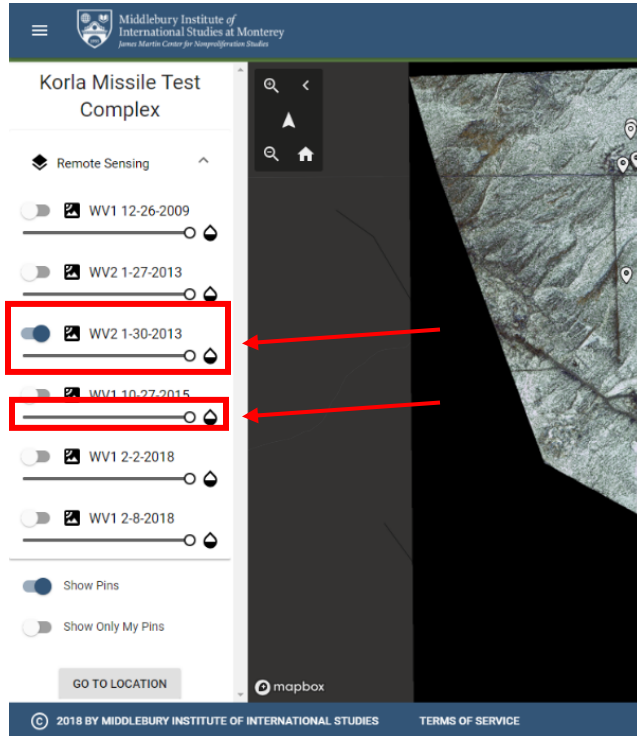 Middlebury Institute of
International Studies at Monterey
James Martin Center for Nonproliferation Studies
Korla Missile Test
Complex
Remote Sensing
WV1 12-26-2009
WV2 1-27-2013
WV2 1-30-2013
WV1 10-27-2015
WV1 2-2-2018
WV1 2-8-2018
Show Pins
Show Only My Pins
GO TO LOCATION
mapbox
© 2018 BY MIDDLEBURY INSTITUTE OF INTERNATIONAL STUDIES TERMS OF SERVICE